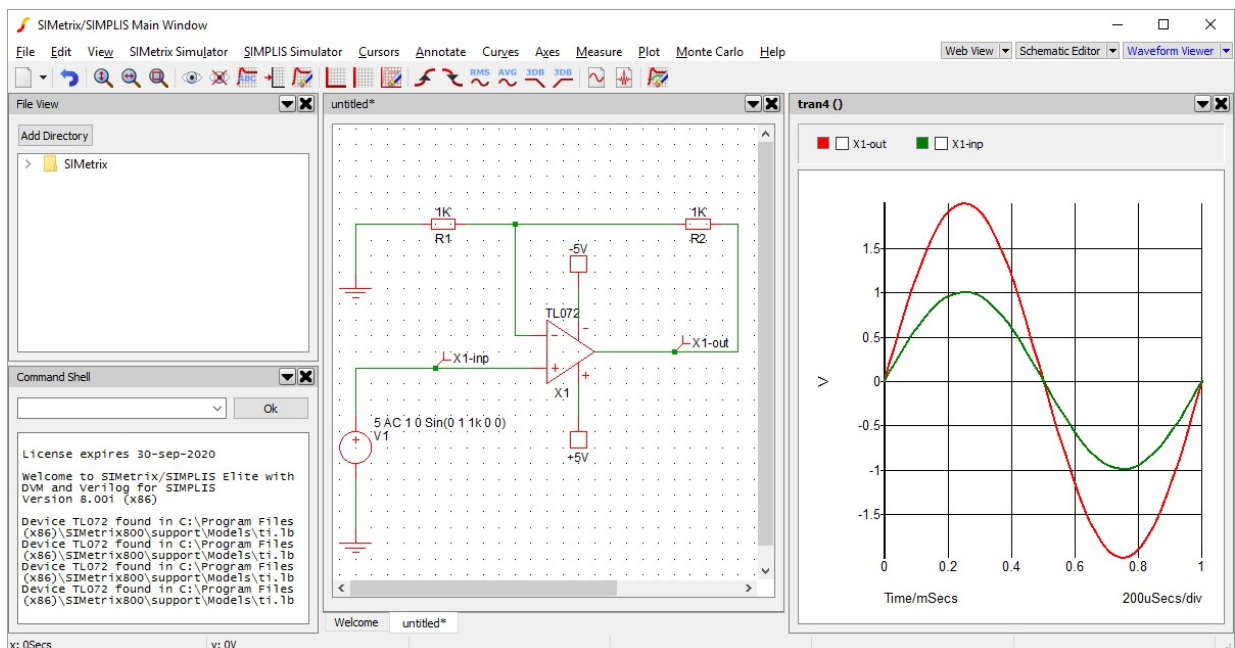 SIMetrix/SIMPLIS Main Window
File Edit View SIMetrix Simulator SIMPLIS Simulator Cursors Annotate Curves Axes Measure Plot Monte Carlo Help
Web View Schematic Editor Waveform Viewer
ABC RMS AVG 3DB 3DB
File View
Add Directory
SIMetrix
Command Shell
Ok
License expires 30-sep-2020
Welcome to SIMetrix/SIMPLIS Elite with
DVM and Verilog for SIMPLIS
Version 8.00i (x86)
Device TL072 found in C:\Program Files
(x86)\SIMetrix800\support\Models\ti.lb
Device TL072 found in C:\Program Files
(x86)\SIMetrix800\support\Models\ti.lb
Device TL072 found in C:\Program Files
(x86)\SIMetrix800\support\Models\ti.lb
Device TL072 found in C:\Program Files
(x86)\SIMetrix800\support\Models\ti.lb
untitled*
1K
R1
1K
R2
-5V
TL072
X1-out
X1-inp
X1
5 AC 1 0 Sin(0 1 1k 0 0)
V1
+5V
Welcome untitled*
tran4 ()
X1-out X1-inp
1.5
1
0.5
0
-0.5
-1
-1.5
V
0 0.2 0.4 0.6 0.8 1
Time/mSecs 200uSecs/div
x: 0Secs y: 0V